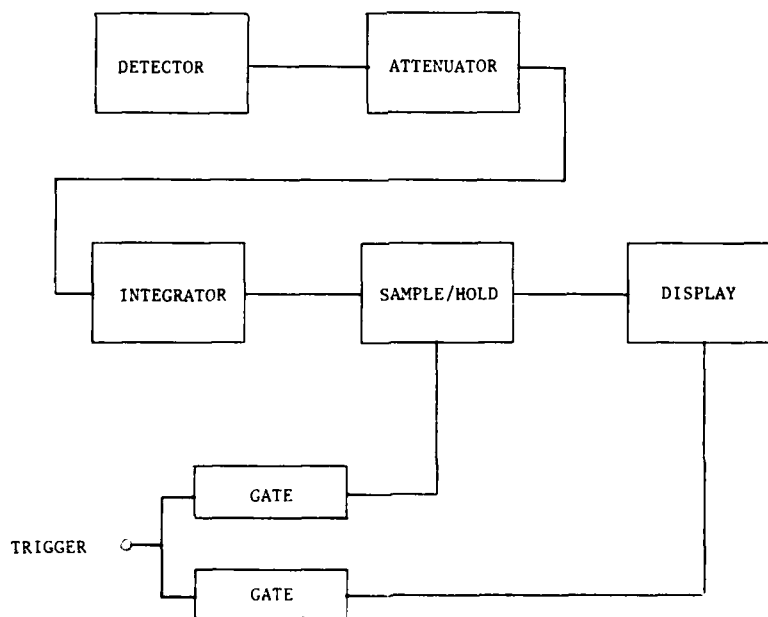 DETECTOR
ATTENUATOR
INTEGRATOR
SAMPLE/HOLD
DISPLAY
GATE
TRIGGER
GATE